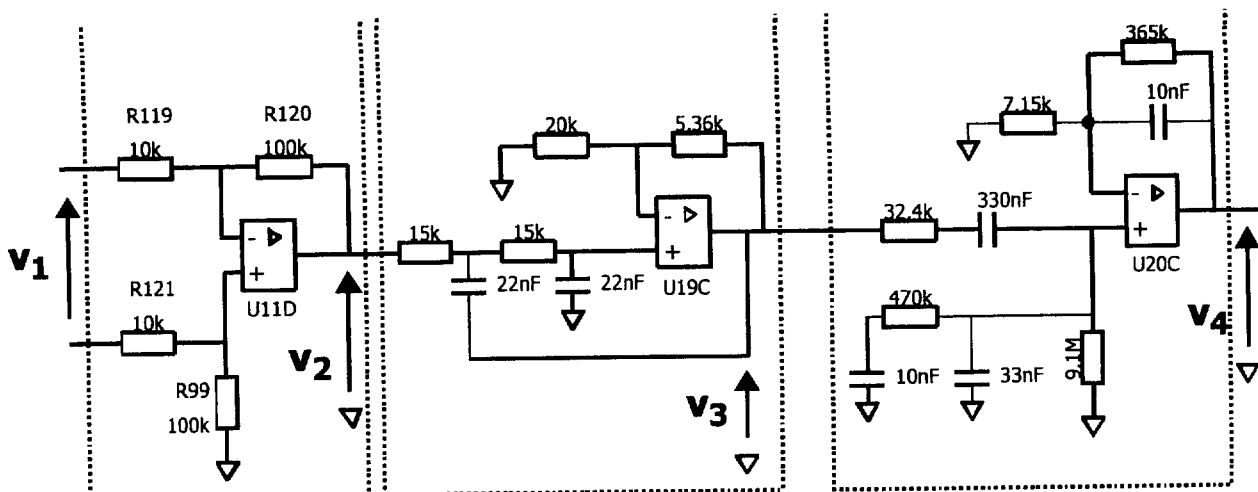 R119
10k
R120
100k
- +
U11D
v1
R121
10k
R99
100k
v2
20k
5.36k
15k
15k
- +
U19C
22nF
22nF
v3
365k
10nF
7.15k
32.4k
330nF
- +
U20C
470k
10nF
33nF
9.1M
v4